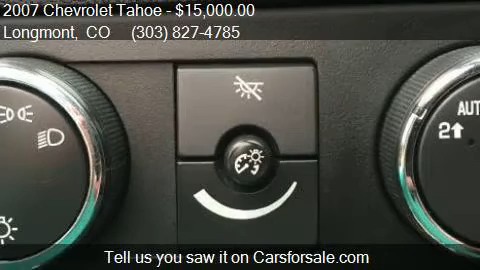 2007 Chevrolet Tahoe - $15,000.00
Longmont, CO (303) 827-4785
AUT
2
Tell us you saw it on Carsforsale.com